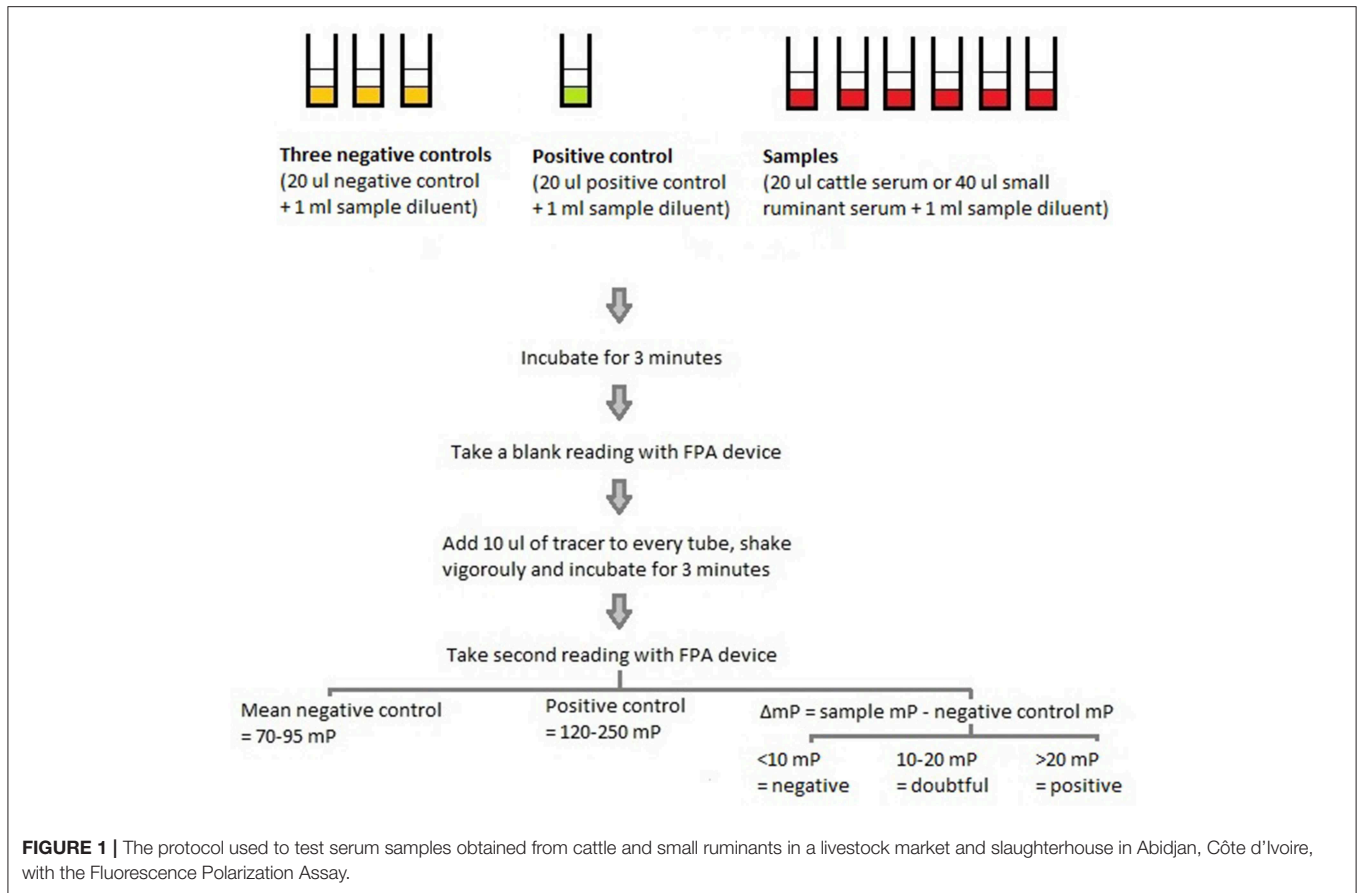 Three negative controls
(20 ul negative control
+ 1 ml sample diluent)
Positive control
(20 ul positive control
+ 1 ml sample diluent)
Samples
(20 ul cattle serum or 40 ul small
ruminant serum + 1 ml sample diluent)
Incubate for 3 minutes
Take a blank reading with FPA device
Add 10 ul of tracer to every tube, shake
vigorouly and incubate for 3 minutes
Take second reading with FPA device
Mean negative control
= 70-95 mP
Positive control
= 120-250 mP
ΔmP = sample mP - negative control mP
<10 mP
= negative
10-20 mP
= doubtful
>20 mP
= positive
FIGURE 1 | The protocol used to test serum samples obtained from cattle and small ruminants in a livestock market and slaughterhouse in Abidjan, Côte d'Ivoire,
with the Fluorescence Polarization Assay.